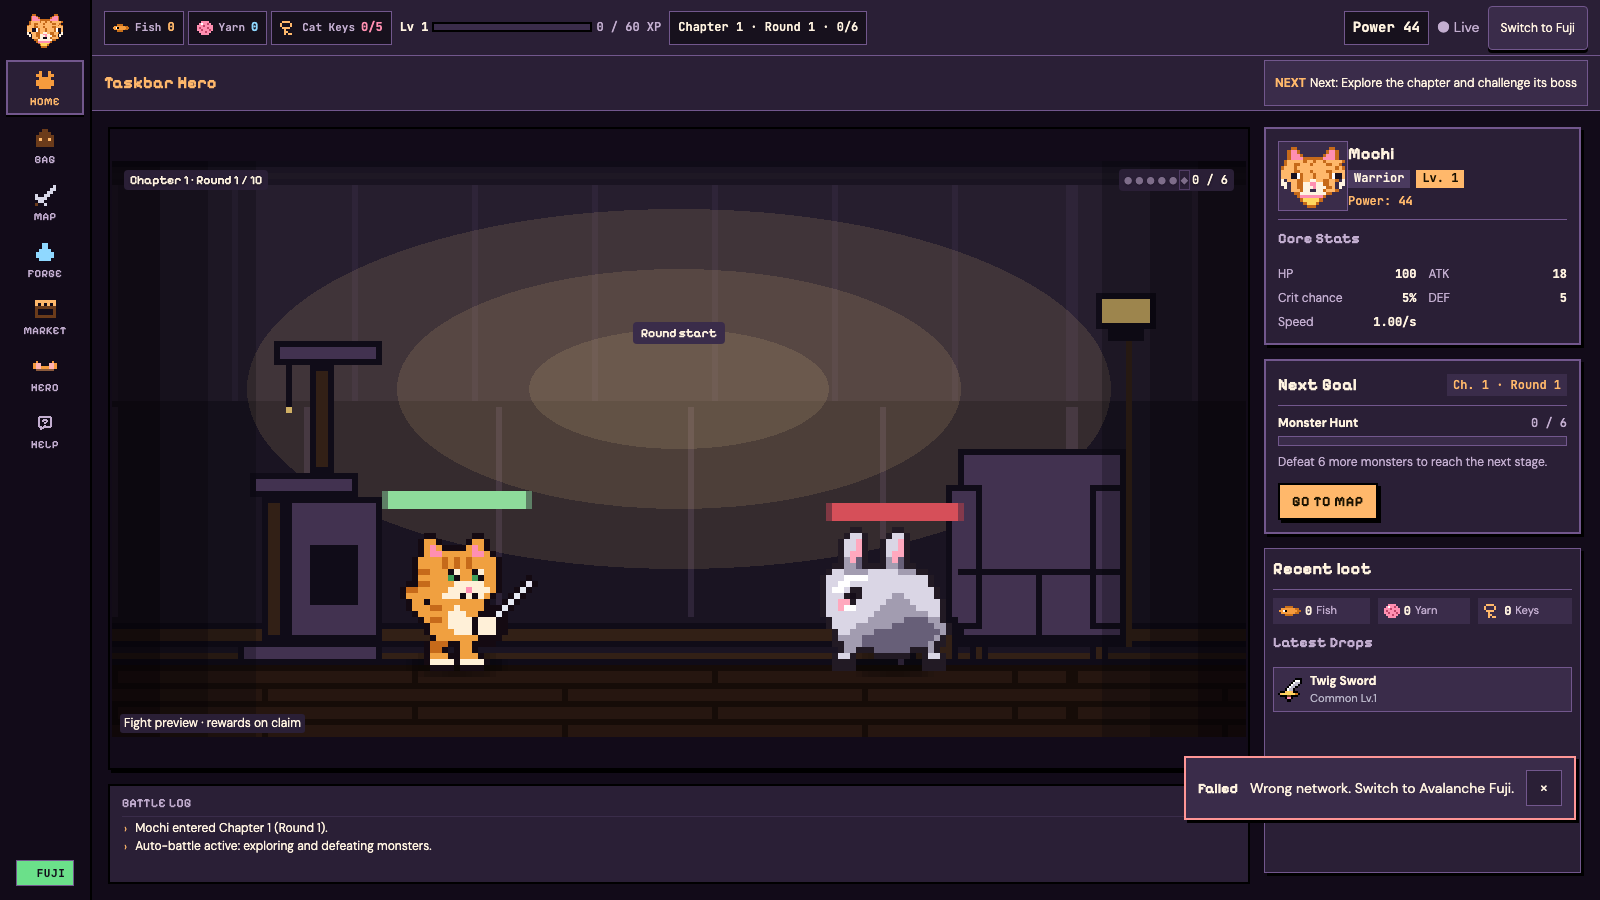 Fish 0
Yarn 0
Cat Keys 0/5
Lv 1
0 / 60 XP
Chapter 1 · Round 1 · 0/6
Power 44
Live
Switch to Fuji
HOME
Taskbar Hero
NEXT Next: Explore the chapter and challenge its boss
BAG
MAP
FORGE
MARKET
HERO
HELP
FUJI
Chapter 1 · Round 1 / 10
0 / 6
Round start
Fight preview · rewards on claim
BATTLE LOG
› Mochi entered Chapter 1 (Round 1).
› Auto-battle active: exploring and defeating monsters.
Mochi
Warrior Lv. 1
Power: 44
Core Stats
HP 100 ATK 18
Crit chance 5% DEF 5
Speed 1.00/s
Next Goal
Ch. 1 · Round 1
Monster Hunt 0 / 6
Defeat 6 more monsters to reach the next stage.
GO TO MAP
Recent loot
0 Fish
0 Yarn
0 Keys
Latest Drops
Twig Sword
Common Lv.1
Failed Wrong network. Switch to Avalanche Fuji. ×